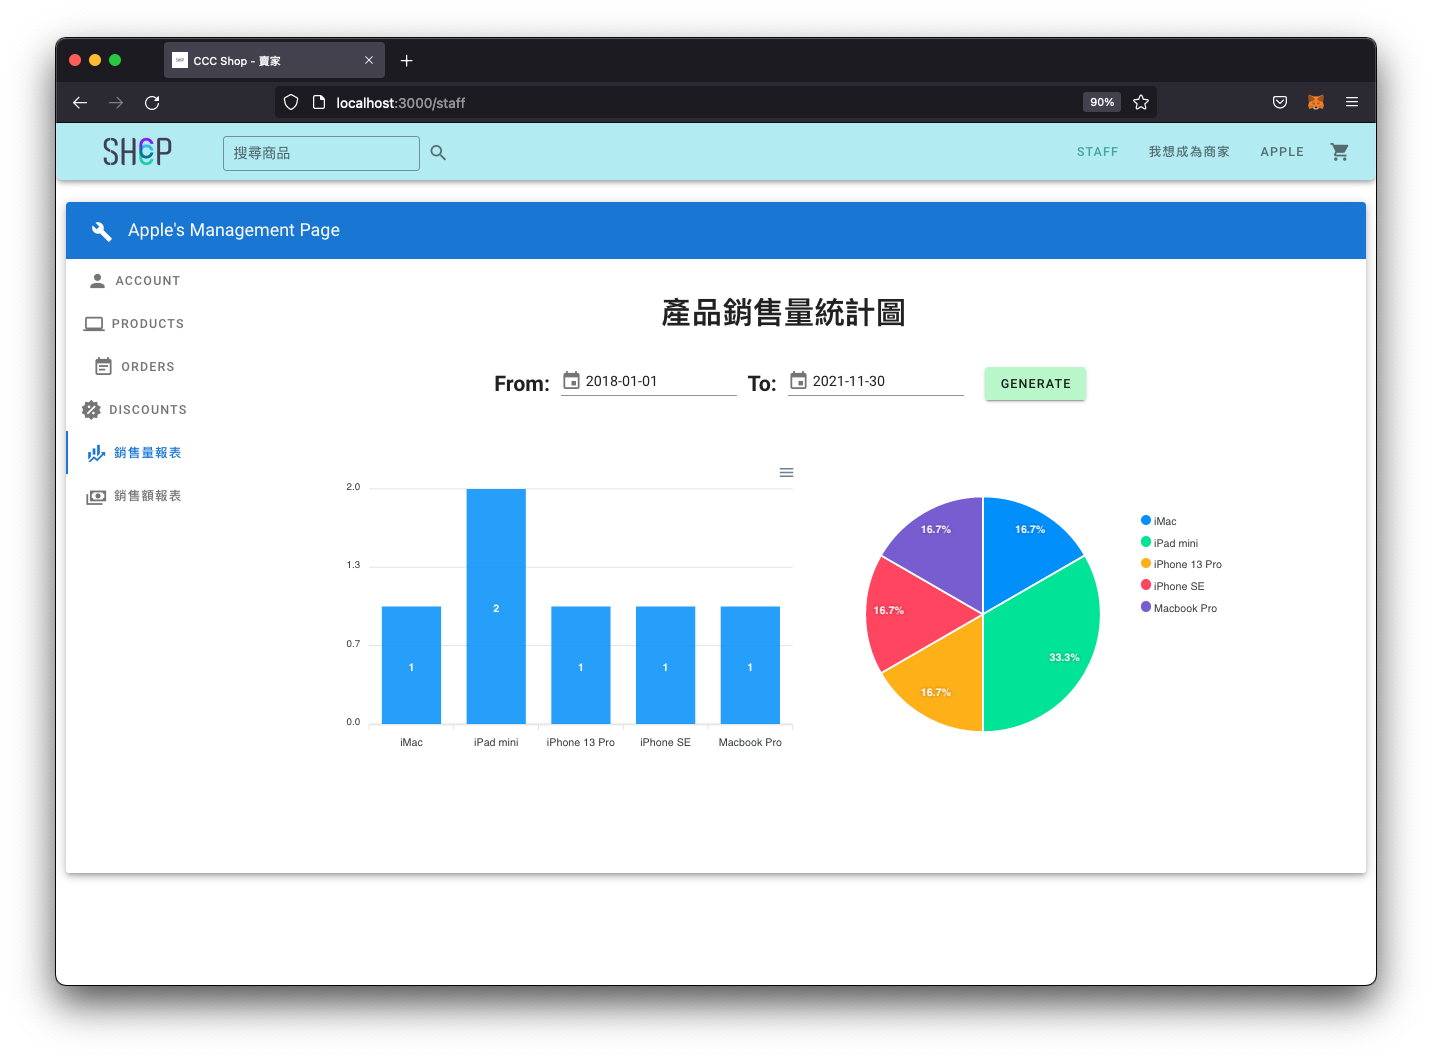 CCC Shop - 賣家
localhost:3000/staff
90%
SHCP
搜尋商品
STAFF
我想成為商家
APPLE
Apple's Management Page
ACCOUNT
PRODUCTS
ORDERS
DISCOUNTS
銷售量報表
銷售額報表
產品銷售量統計圖
From: 2018-01-01 To: 2021-11-30 GENERATE
2.0
1.3
0.7
0.0
1 2 1 1 1
iMac iPad mini iPhone 13 Pro iPhone SE Macbook Pro
16.7% 16.7%
16.7%
33.3%
16.7%
iMac
iPad mini
iPhone 13 Pro
iPhone SE
Macbook Pro